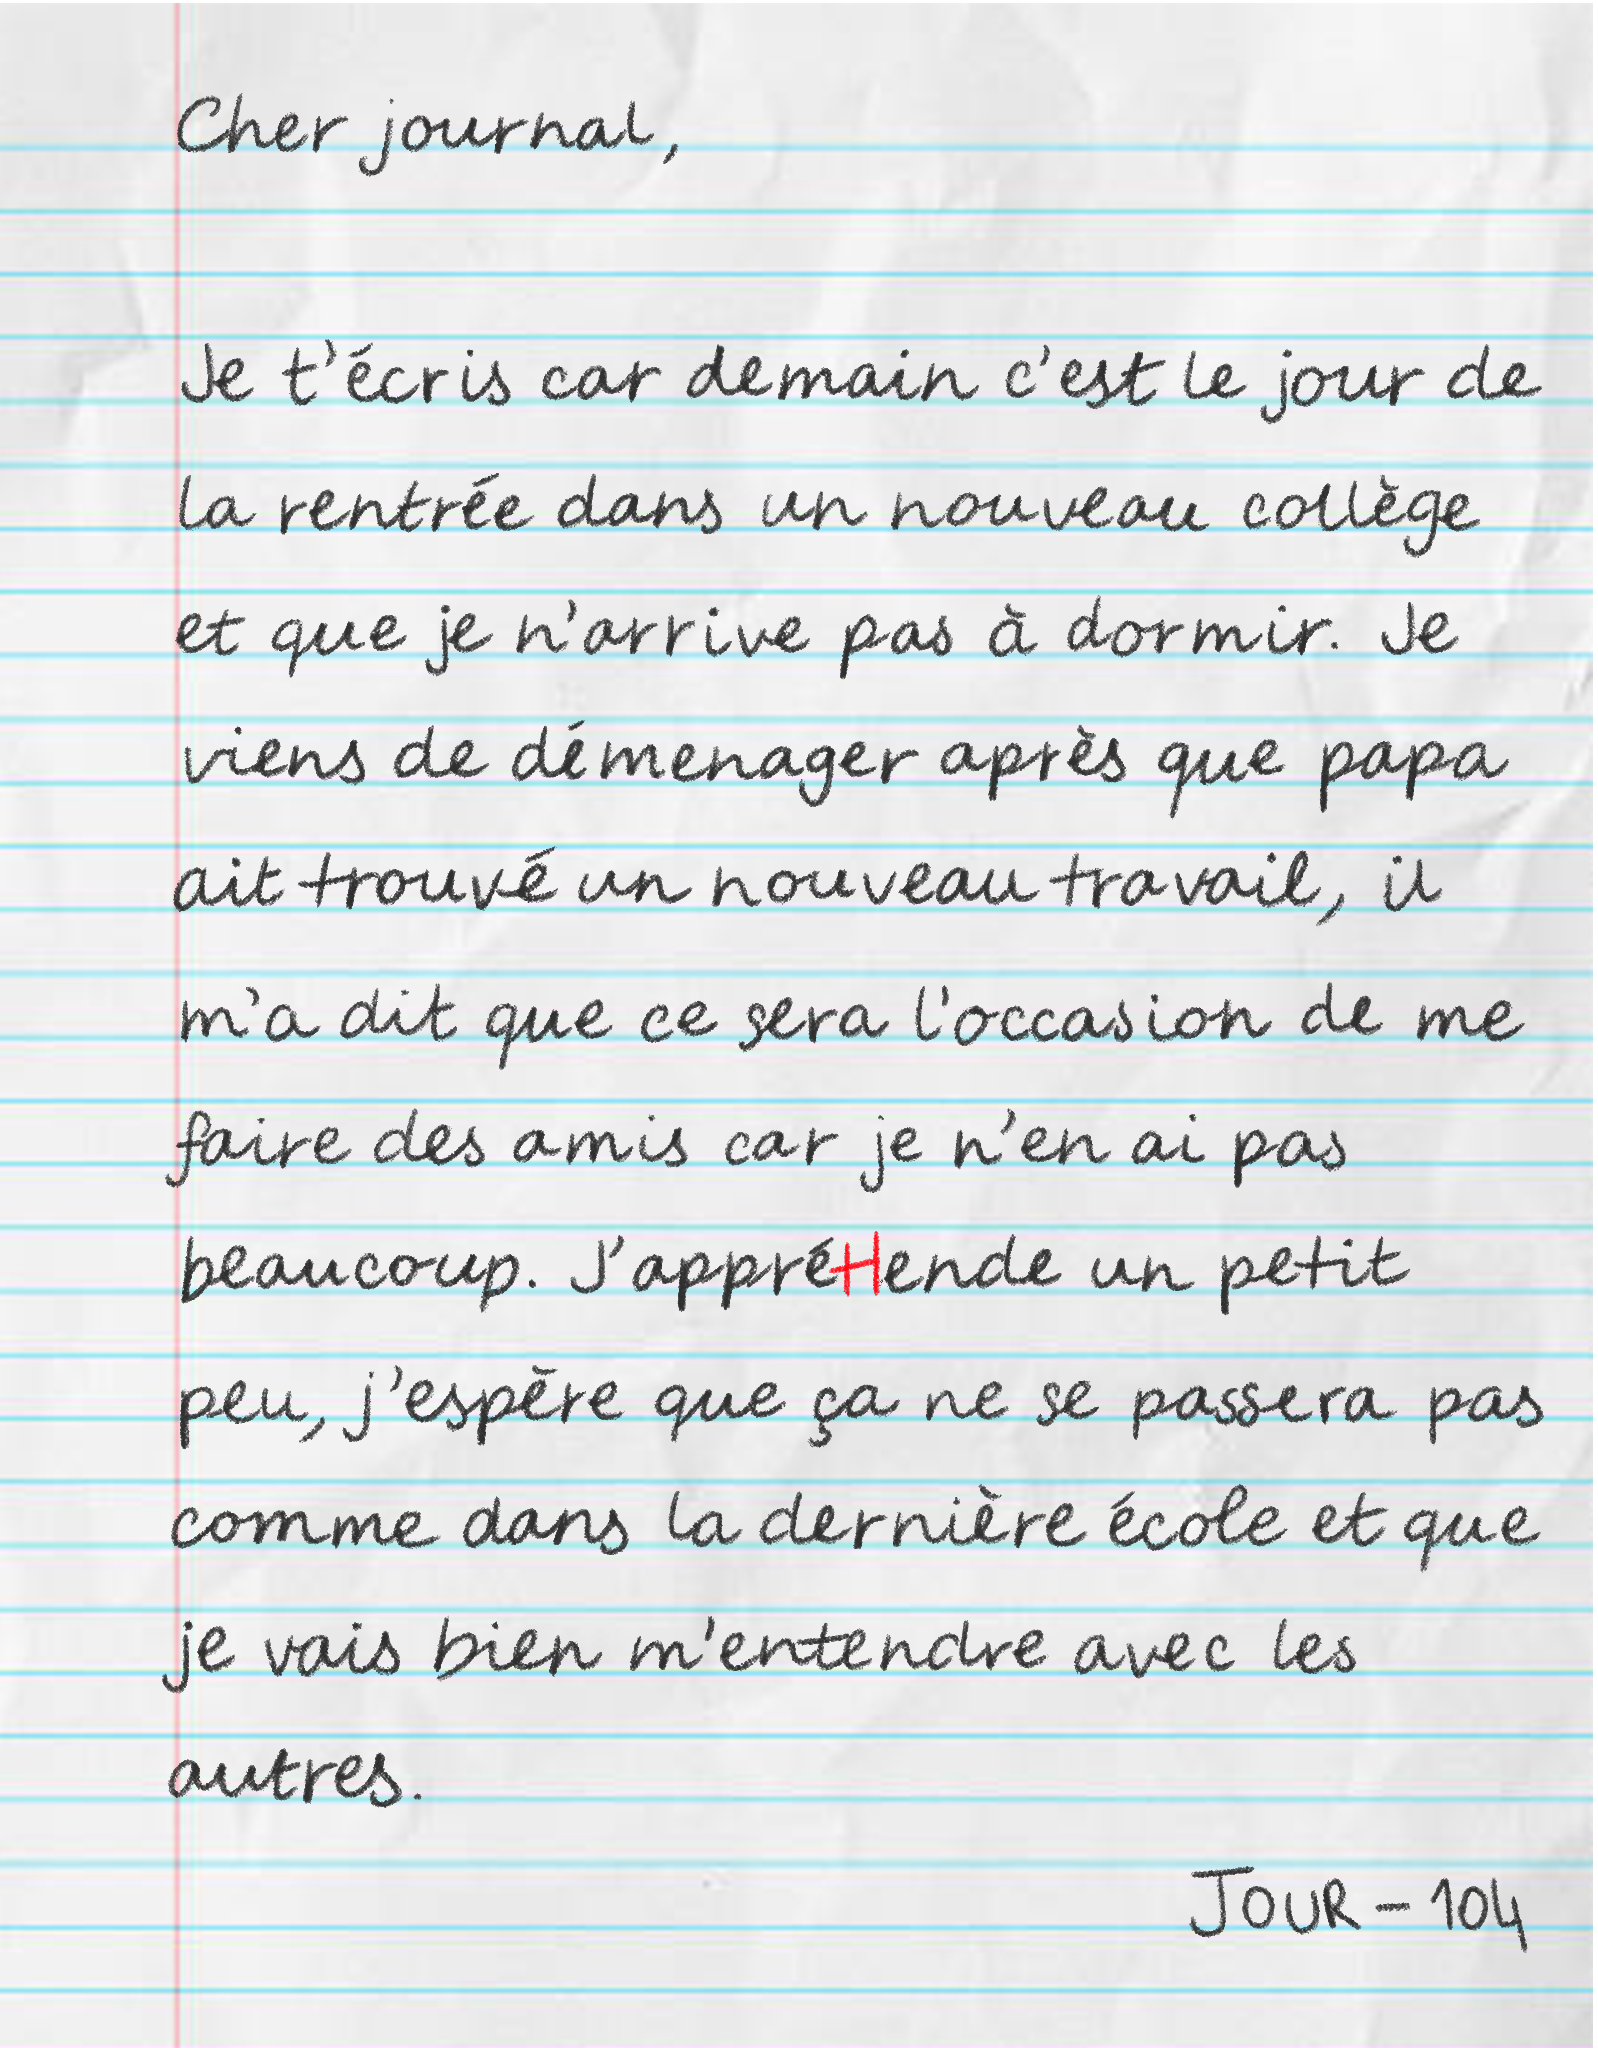 Cher journal,
Je t'écris car demain c'est le jour de
la rentrée dans un nouveau collège
et que je n'arrive pas à dormir. Je
viens de démenager après que papa
ait trouvé un nouveau travail, il
m'a dit que ce sera l'occasion de me
faire des amis car je n'en ai pas
beaucoup. J'appréHende un petit
peu, j'espère que ça ne se passera pas
comme dans la dernière école et que
je vais bien m'entendre avec les
autres.
JOUR - 104